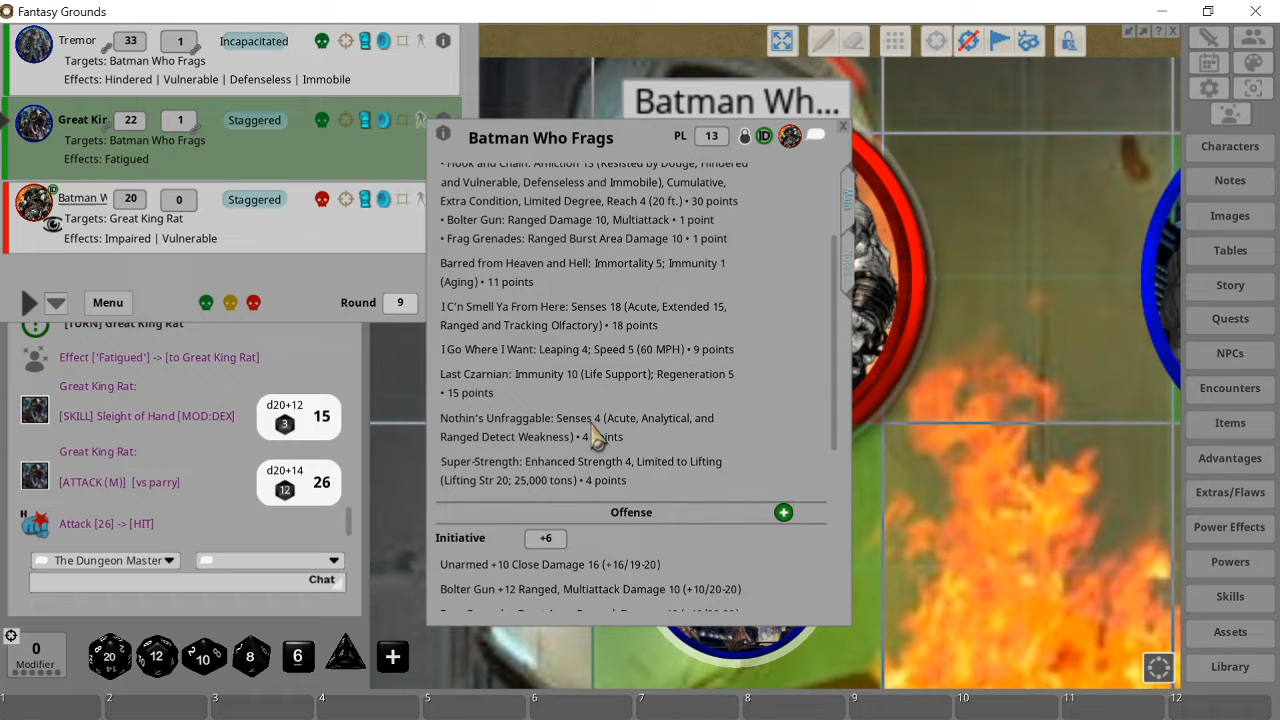 Fantasy Grounds
Tremor 33 1 Incapacitated
Targets: Batman Who Frags
Effects: Hindered | Vulnerable | Defenseless | Immobile
Great Kir 22 1 Staggered
Targets: Batman Who Frags
Effects: Fatigued
ID
Batman W 20 0 Staggered
Targets: Great King Rat
Effects: Impaired | Vulnerable
Menu
Round 9
[TURN] Great King Rat
Effect ['Fatigued'] -> [to Great King Rat]
Great King Rat:
[SKILL] Sleight of Hand [MOD:DEX]
d20+12
3
15
Great King Rat:
[ATTACK (M)] [vs parry]
d20+14
12
26
H
Attack [26] -> [HIT]
The Dungeon Master
Chat
0
Modifier
20
12
10
8
6
Batman Wh...
Batman Who Frags
PL 13
ID
X
• Hook and Chain: Affliction 13 (Resisted by Dodge; Hindered
and Vulnerable, Defenseless and Immobile), Cumulative,
Extra Condition, Limited Degree, Reach 4 (20 ft.) • 30 points
• Bolter Gun: Ranged Damage 10, Multiattack • 1 point
• Frag Grenades: Ranged Burst Area Damage 10 • 1 point
Barred from Heaven and Hell: Immortality 5; Immunity 1
(Aging) • 11 points
I C'n Smell Ya From Here: Senses 18 (Acute, Extended 15,
Ranged and Tracking Olfactory) • 18 points
I Go Where I Want: Leaping 4; Speed 5 (60 MPH) • 9 points
Last Czarnian: Immunity 10 (Life Support); Regeneration 5
• 15 points
Nothin's Unfraggable: Senses 4 (Acute, Analytical, and
Ranged Detect Weakness) • 4 points
Super-Strength: Enhanced Strength 4, Limited to Lifting
(Lifting Str 20; 25,000 tons) • 4 points
Offense
Initiative +6
Unarmed +10 Close Damage 16 (+16/19-20)
Bolter Gun +12 Ranged, Multiattack Damage 10 (+10/20-20)
Main
Notes
? X
Characters
Notes
Images
Tables
Story
Quests
NPCs
Encounters
Items
Advantages
Extras/Flaws
Power Effects
Powers
Skills
Assets
Library
1 2 3 4 5 6 7 8 9 10 11 12